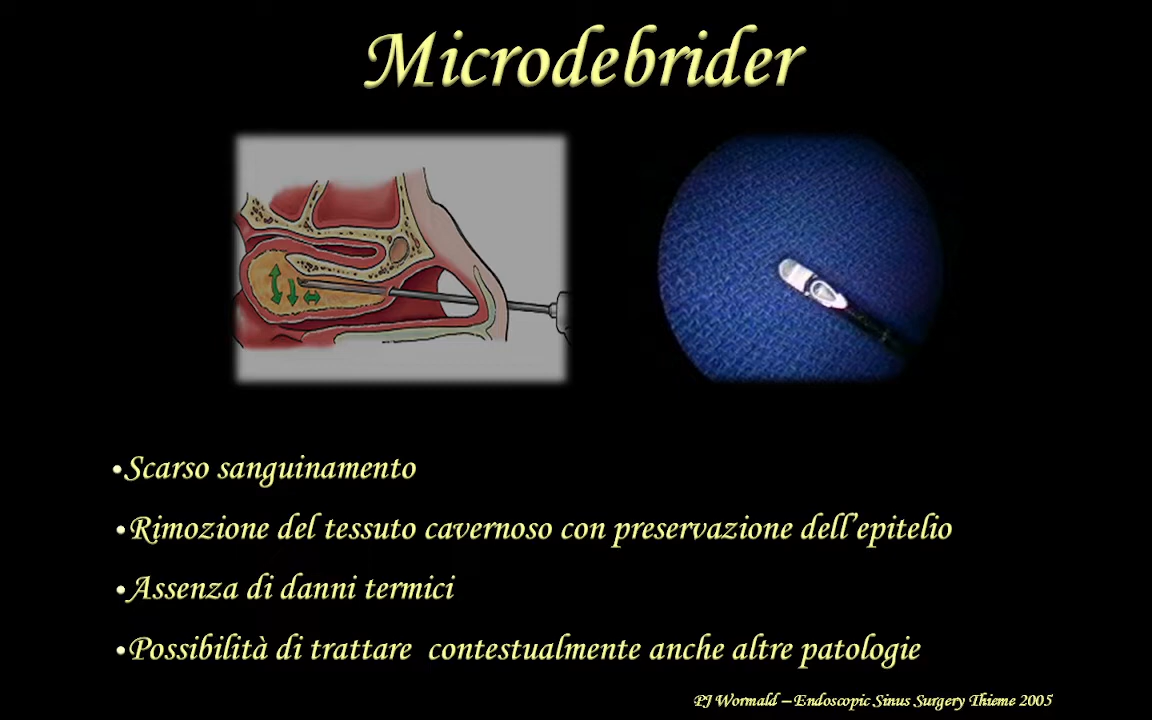 Microdebrider
•Scarso sanguinamento
•Rimozione del tessuto cavernoso con preservazione dell’epitelio
•Assenza di danni termici
•Possibilità di trattare contestualmente anche altre patologie
PJ Wormald – Endoscopic Sinus Surgery Thieme 2005